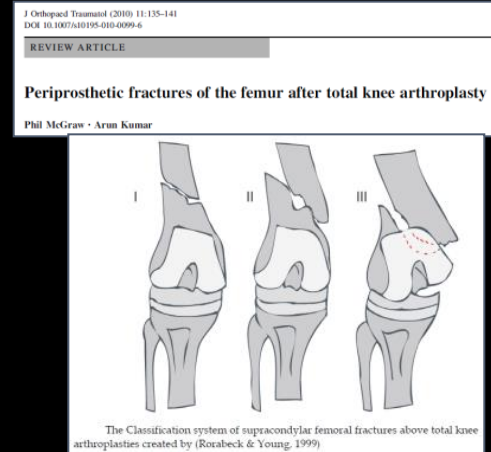 J Orthopaed Traumatol (2010) 11:135–141
DOI 10.1007/s10195-010-0099-6
REVIEW ARTICLE
Periprosthetic fractures of the femur after total knee arthroplasty
Phil McGraw · Arun Kumar
I II III
The Classification system of supracondylar femoral fractures above total knee
arthroplasties created by (Rorabeck & Young, 1999)